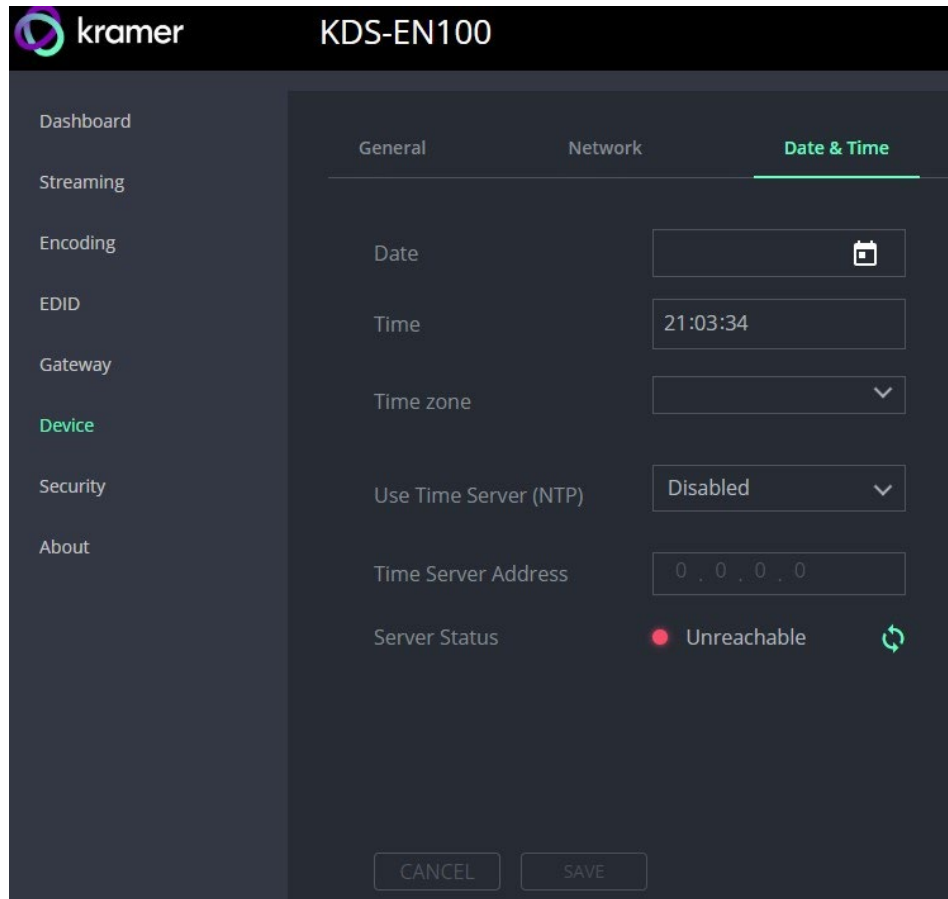 kramer KDS-EN100
Dashboard
Streaming
Encoding
EDID
Gateway
Device
Security
About
General Network Date & Time
Date
Time 21:03:34
Time zone
Use Time Server (NTP) Disabled
Time Server Address 0 . 0 . 0 . 0
Server Status Unreachable
CANCEL SAVE